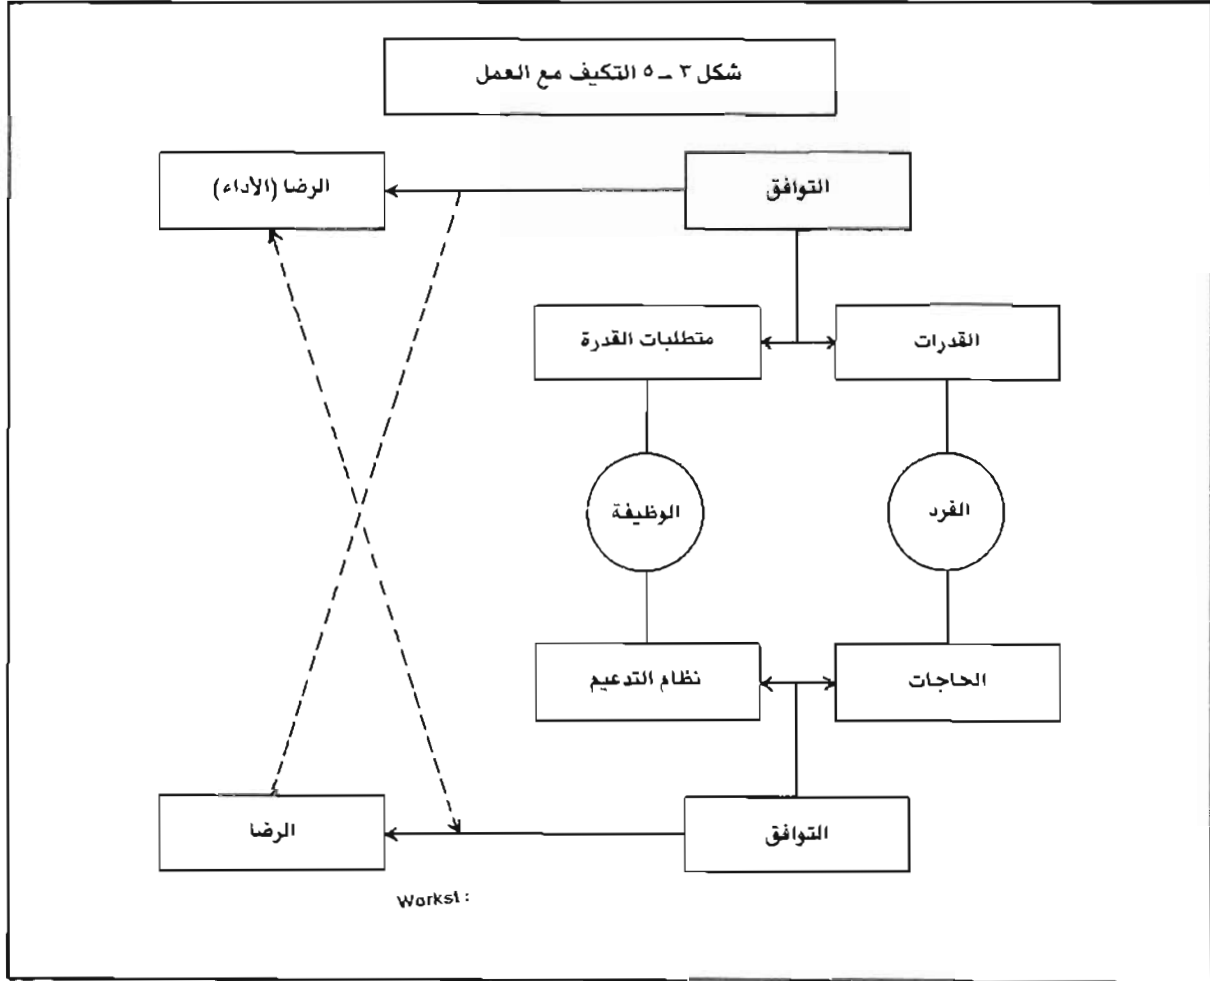 شكل ٣ – ٥ التكيف مع العمل
التوافق
الرضا (الأداء)
القدرات
متطلبات القدرة
الفرد
الوظيفة
الحاجات
نظام التدعيم
التوافق
الرضا
Worksi: